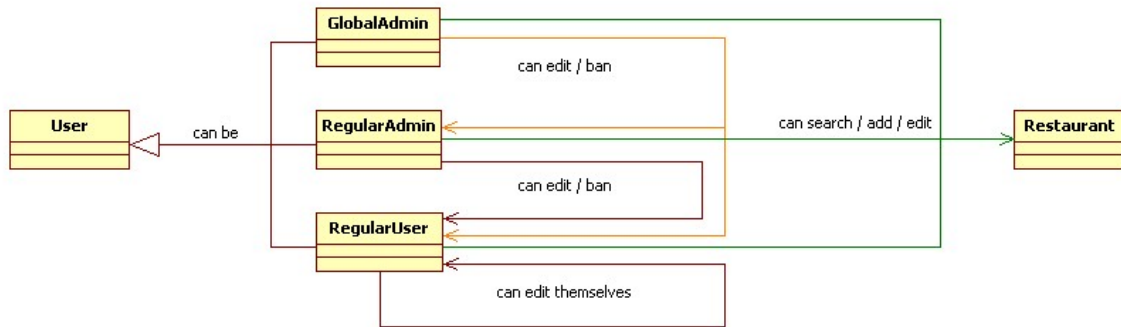 GlobalAdmin
can edit / ban
User
can be
RegularAdmin
can search / add / edit
Restaurant
can edit / ban
RegularUser
can edit themselves